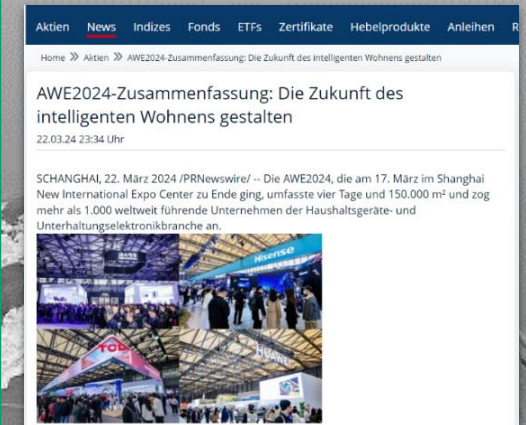 Aktien News Indizes Fonds ETFs Zertifikate Hebelprodukte Anleihen R
Home » Aktien » AWE2024-Zusammenfassung: Die Zukunft des Intelligenten Wohnens gestalten
AWE2024-Zusammenfassung: Die Zukunft des
intelligenten Wohnens gestalten
22.03.24 23:34 Uhr
SCHANGHAI, 22. März 2024 /PRNewswire/ -- Die AWE2024, die am 17. März im Shanghai
New International Expo Center zu Ende ging, umfasste vier Tage und 150.000 m² und zog
mehr als 1.000 weltweit führende Unternehmen der Haushaltsgeräte- und
Unterhaltungselektronikbranche an.
Hisense
TCL
HUAWEI